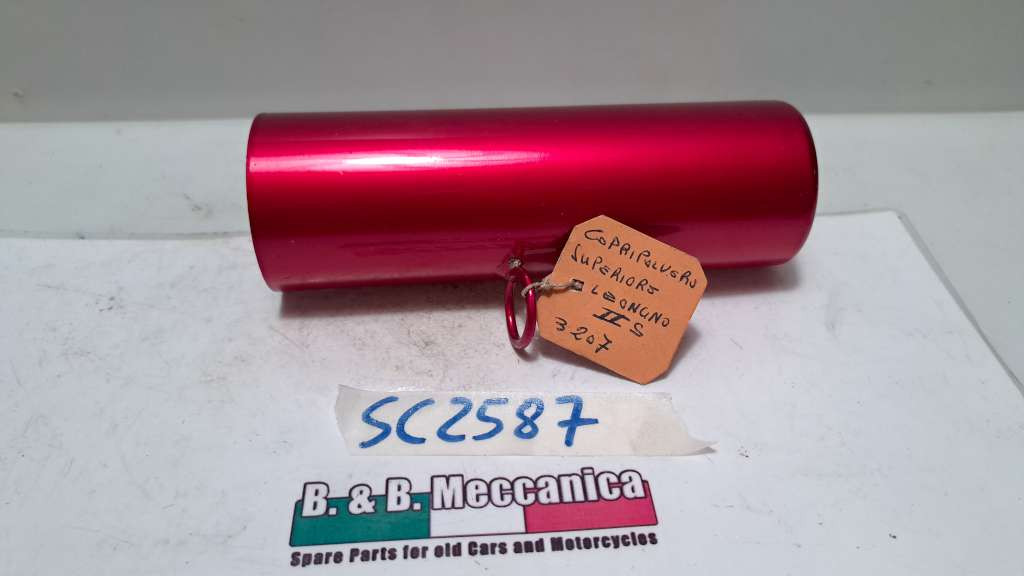 COPRIPOLVERO
SUPERIORE
LEONCINO
II S
3207
SC2587
B. & B. Meccanica
Spare Parts for old Cars and Motorcycles